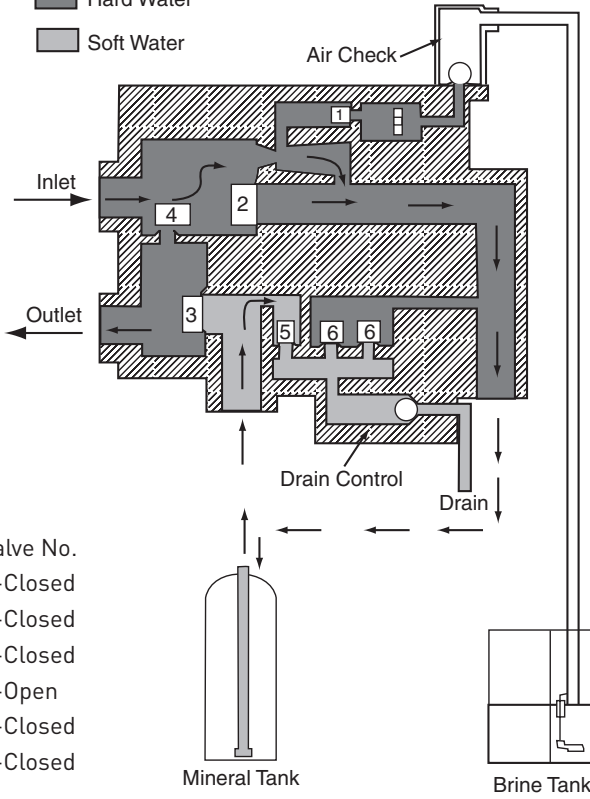 Hard Water
Soft Water
Air Check
1
Inlet
4
2
Outlet
3
5
6
6
Drain Control
Drain
Valve No.
-Closed
-Closed
-Closed
-Open
-Closed
-Closed
Mineral Tank
Brine Tank